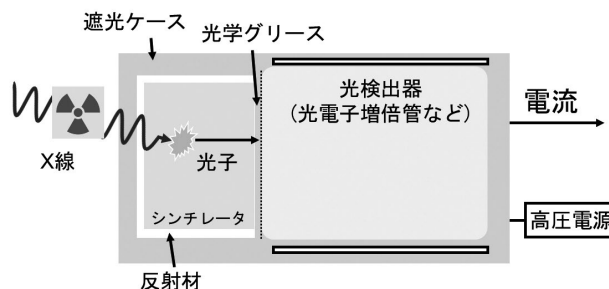 遮光ケース
光学グリース
光検出器
(光電子増倍管など)
電流
X線
光子
シンチレータ
高圧電源
反射材